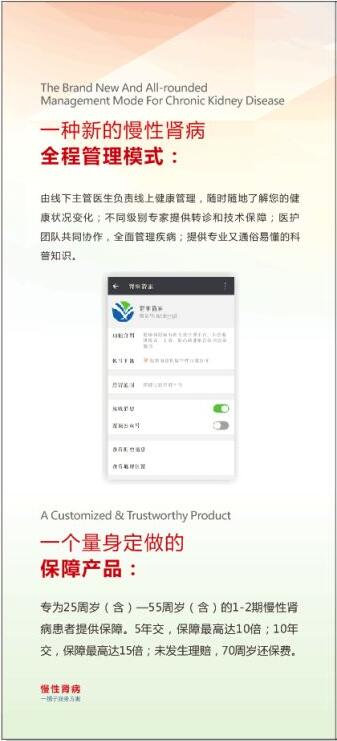 The Brand New And All-rounded
Management Mode For Chronic Kidney Disease
一种新的慢性肾病
全程管理模式：
由线下主管医生负责线上健康管理，随时随地了解您的健
康状况变化；不同级别专家提供转诊和技术保障；医护
团队共同协作，全面管理疾病；提供专业又通俗易懂的科
普知识。
A Customized & Trustworthy Product
一个量身定做的
保障产品：
专为25周岁（含）—55周岁（含）的1-2期慢性肾
病患者提供保障。5年交，保障最高达10倍；10年
交，保障最高达15倍；未发生理赔，70周岁还保费。
慢性肾病
一揽子服务方案